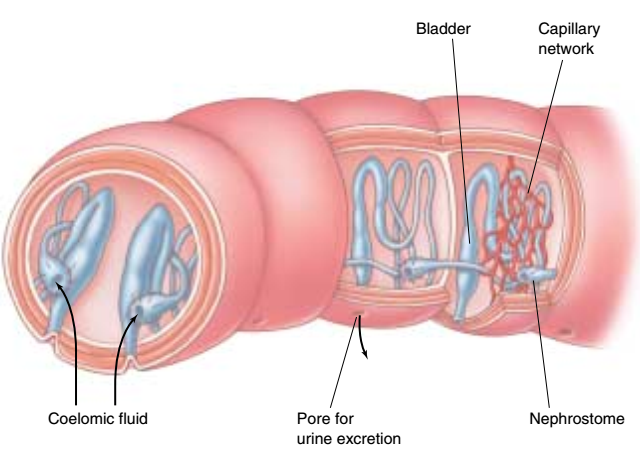 Bladder
Capillary
network
Coelomic fluid
Pore for
urine excretion
Nephrostome